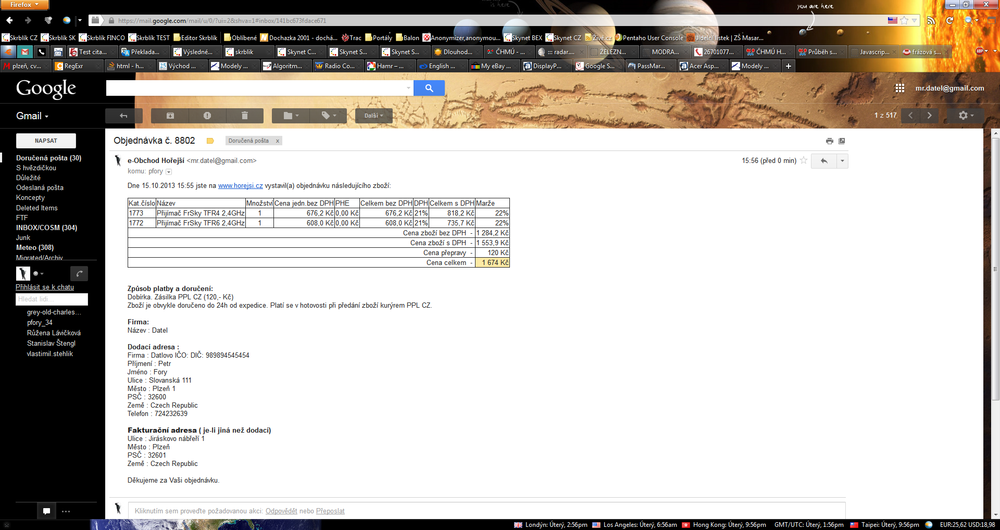 Firefox
is here
you are here
https://mail.google.com/mail/u/0/?ui=2&shva=1#inbox/141bc673fdace671
Skrblík CZ Skrblík SK Skrblík FINCO Skrblík TEST Editor Skrblík Oblíbené Dochazka 2001 - dochá... Trac Portály Balon Anonymizer,anonymou... Skynet BEX Skynet CZ Živě.cz Pentaho User Console Jídelní lístek | ZŠ Masar...
Test cita... Překlada... Výsledné... skrblik Skynet C... Skynet S... Skynet S... Dlouhod... ČHMÚ - ... ::: radar.... ŽELEZN... MODRA... 26701077... ČHMÚ H... Průběh s... Javascrip... frázová s... ABP
plzeň, cv... RegExr html - h... 25 Východ ... Modely ... Algoritm... Radio Co... Hamr – ... English ... My eBay ... DisplayP... Google S... PassMar... Acer Asp... Modely ...
Google
mr.datel@gmail.com
Gmail
Další
1 z 517
NAPSAT
Doručená pošta (30)
S hvězdičkou
Důležité
Odeslaná pošta
Koncepty
Deleted Items
FTF
INBOX/COSM (304)
Junk
Meteo (308)
Migrated/Archiv
Přihlásit se k chatu
Hledat lidi...
grey-old-charles...
pfory_34
Růžena Lávičková
Stanislav Štengl
vlastimil.stehlik
Objednávka č. 8802
Doručená pošta x
e-Obchod Hořejší <mr.datel@gmail.com>
15:56 (před 0 min)
komu: pfory
Dne 15.10.2013 15:55 jste na www.horejsi.cz vystavil(a) objednávku následujícího zboží:
Kat.číslo Název Množství Cena jedn.bez DPH PHE Celkem bez DPH DPH Celkem s DPH Marže
1773 Přijímač FrSky TFR4 2,4GHz 1 676,2 Kč 0,00 Kč 676,2 Kč 21% 818,2 Kč 22%
1772 Přijímač FrSky TFR6 2,4GHz 1 608,0 Kč 0,00 Kč 608,0 Kč 21% 735,7 Kč 22%
Cena zboží bez DPH - 1 284,2 Kč
Cena zboží s DPH - 1 553,9 Kč
Cena přepravy - 120 Kč
Cena celkem - 1 674 Kč
Způsob platby a doručení:
Dobírka. Zásilka PPL CZ (120,- Kč)
Zboží je obvykle doručeno do 24h od expedice. Platí se v hotovosti při předání zboží kurýrem PPL CZ.
Firma:
Název : Datel
Dodací adresa :
Firma : Datlovo IČO: DIČ: 989894545454
Příjmení : Petr
Jméno : Fory
Ulice : Slovanská 111
Město : Plzeň 1
PSČ : 32600
Země : Czech Republic
Telefon : 724232639
Fakturační adresa ( je-li jiná než dodací)
Ulice : Jiráskovo nábřeří 1
Město : Plzeň
PSČ : 32601
Země : Czech Republic
Děkujeme za Vaši objednávku.
Kliknutím sem proveďte požadovanou akci: Odpovědět nebo Přeposlat
Londýn: Úterý, 2:56pm Los Angeles: Úterý, 6:56am Hong Kong: Úterý, 9:56pm GMT/UTC: Úterý, 1:56pm Taipei: Úterý, 9:56pm EUR:25,62 USD:18,98